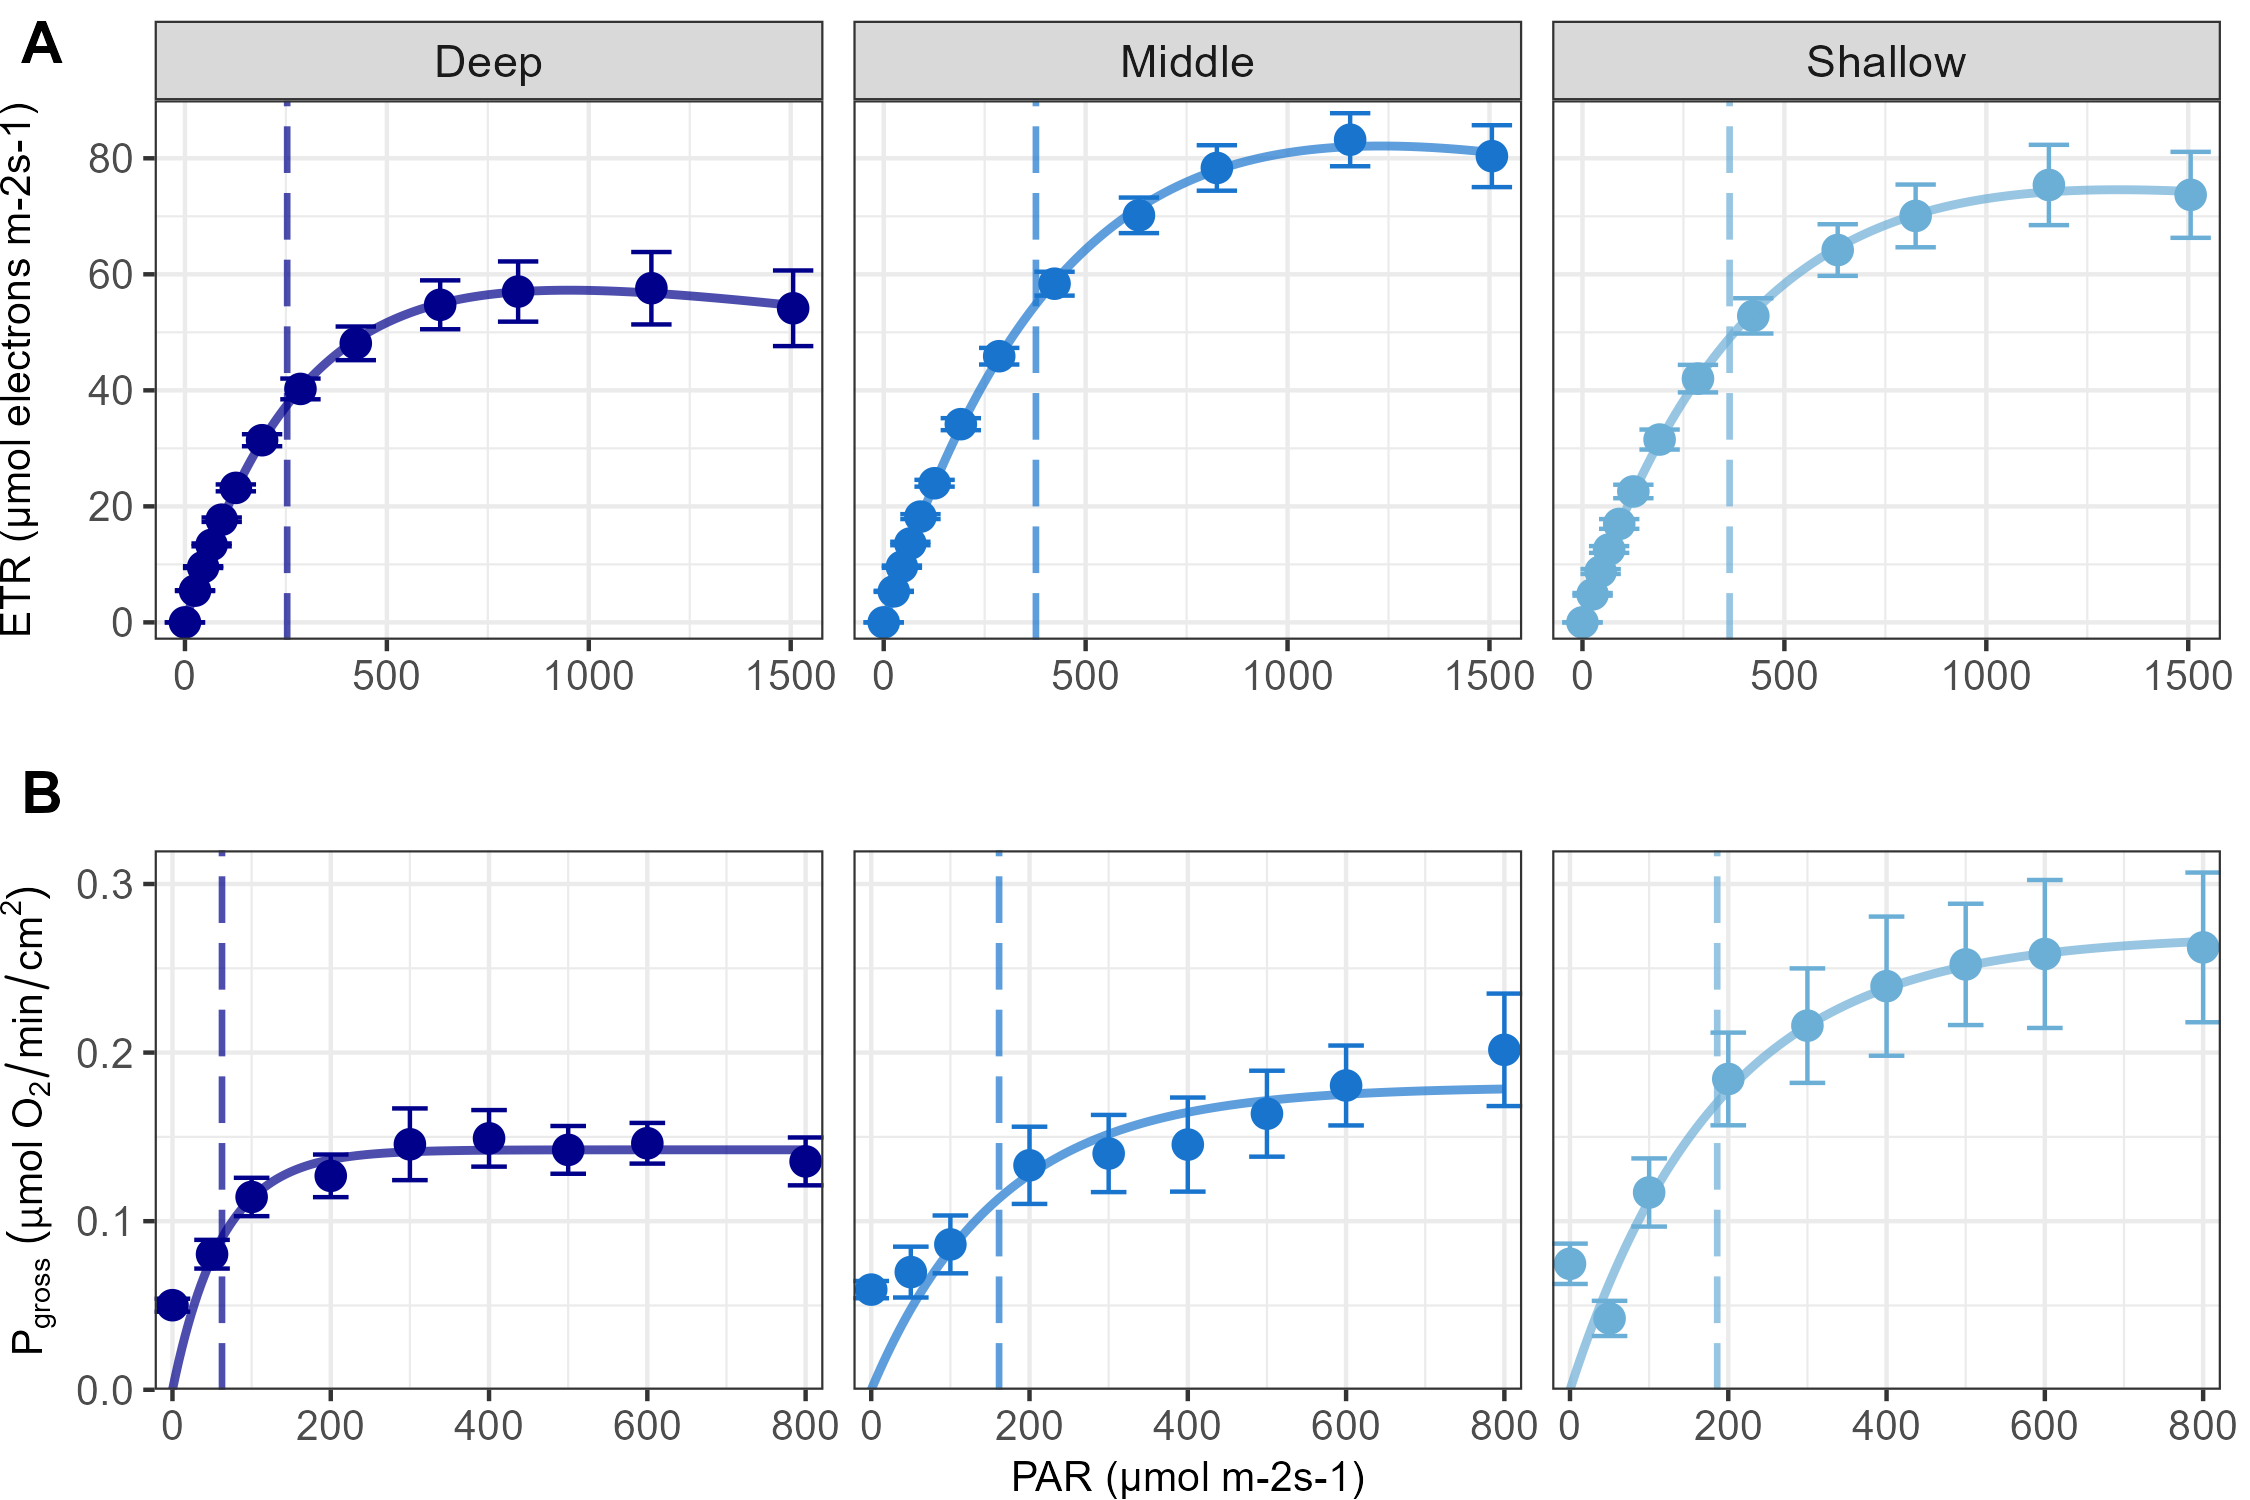 A
Deep Middle Shallow
ETR (µmol electrons m-2s-1)
80
60
40
20
0
0 500 1000 1500 0 500 1000 1500 0 500 1000 1500
B
Pgross (µmol O2/min/cm2)
0.3
0.2
0.1
0.0
0 200 400 600 800 0 200 400 600 800 0 200 400 600 800
PAR (µmol m-2s-1)